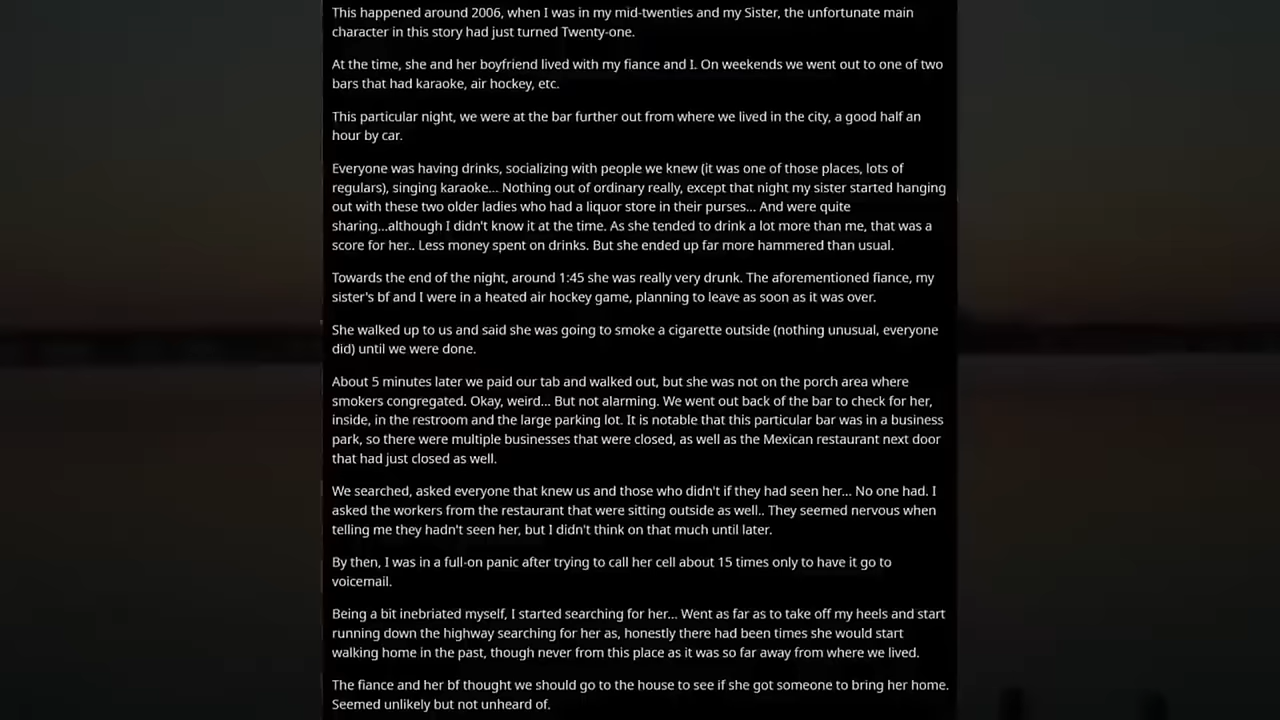 This happened around 2006, when I was in my mid-twenties and my Sister, the unfortunate main
character in this story had just turned Twenty-one.
At the time, she and her boyfriend lived with my fiance and I. On weekends we went out to one of two
bars that had karaoke, air hockey, etc.
This particular night, we were at the bar further out from where we lived in the city, a good half an
hour by car.
Everyone was having drinks, socializing with people we knew (it was one of those places, lots of
regulars), singing karaoke... Nothing out of ordinary really, except that night my sister started hanging
out with these two older ladies who had a liquor store in their purses... And were quite
sharing...although I didn't know it at the time. As she tended to drink a lot more than me, that was a
score for her.. Less money spent on drinks. But she ended up far more hammered than usual.
Towards the end of the night, around 1:45 she was really very drunk. The aforementioned fiance, my
sister's bf and I were in a heated air hockey game, planning to leave as soon as it was over.
She walked up to us and said she was going to smoke a cigarette outside (nothing unusual, everyone
did) until we were done.
About 5 minutes later we paid our tab and walked out, but she was not on the porch area where
smokers congregated. Okay, weird... But not alarming. We went out back of the bar to check for her,
inside, in the restroom and the large parking lot. It is notable that this particular bar was in a business
park, so there were multiple businesses that were closed, as well as the Mexican restaurant next door
that had just closed as well.
We searched, asked everyone that knew us and those who didn't if they had seen her... No one had. I
asked the workers from the restaurant that were sitting outside as well.. They seemed nervous when
telling me they hadn't seen her, but I didn't think on that much until later.
By then, I was in a full-on panic after trying to call her cell about 15 times only to have it go to
voicemail.
Being a bit inebriated myself, I started searching for her... Went as far as to take off my heels and start
running down the highway searching for her as, honestly there had been times she would start
walking home in the past, though never from this place as it was so far away from where we lived.
The fiance and her bf thought we should go to the house to see if she got someone to bring her home.
Seemed unlikely but not unheard of.